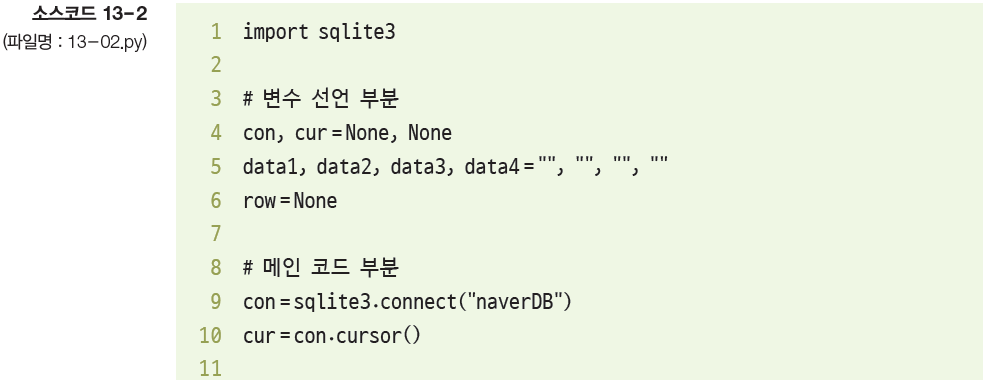 소스코드 13-2
(파일명 : 13-02.py)
1 import sqlite3
2
3 # 변수 선언 부분
4 con, cur=None, None
5 data1, data2, data3, data4="", "", "", ""
6 row=None
7
8 # 메인 코드 부분
9 con=sqlite3.connect("naverDB")
10 cur=con.cursor()
11